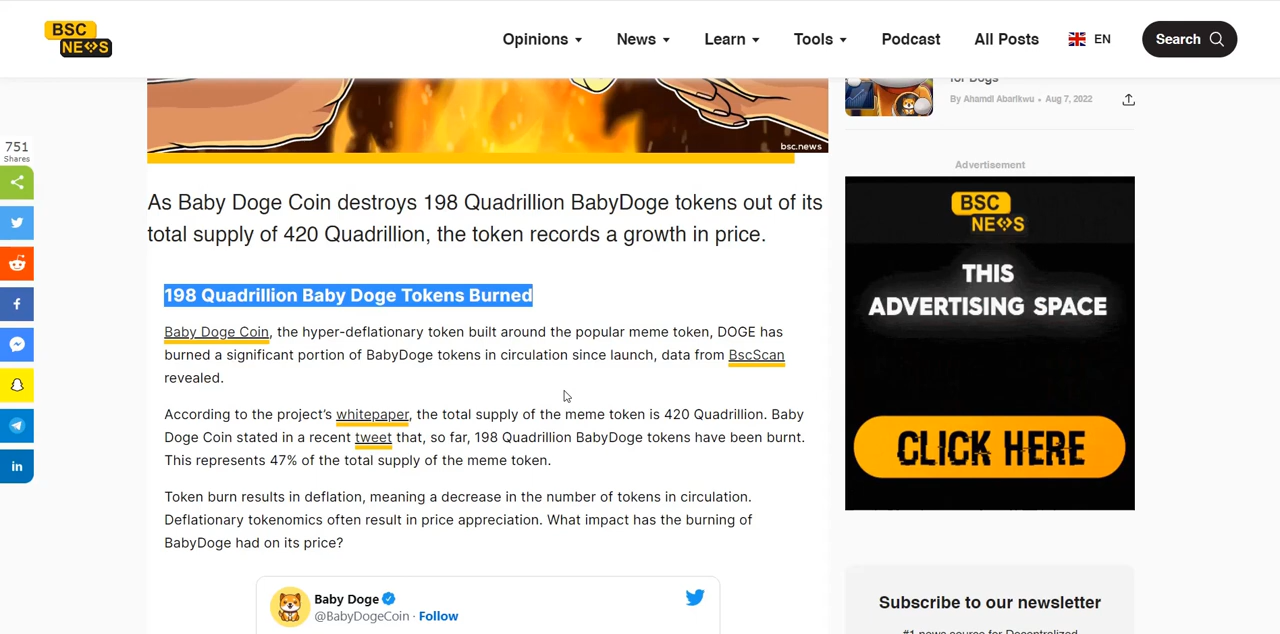 BSC
NEWS
Opinions
News
Learn
Tools
Podcast
All Posts
EN
Search
for Dogs
By Ahamdi Abarikwu • Aug 7, 2022
bsc.news
751
Shares
Advertisement
BSC
NEWS
THIS
ADVERTISING SPACE
CLICK HERE
As Baby Doge Coin destroys 198 Quadrillion BabyDoge tokens out of its
total supply of 420 Quadrillion, the token records a growth in price.
198 Quadrillion Baby Doge Tokens Burned
Baby Doge Coin, the hyper-deflationary token built around the popular meme token, DOGE has
burned a significant portion of BabyDoge tokens in circulation since launch, data from BscScan
revealed.
According to the project's whitepaper, the total supply of the meme token is 420 Quadrillion. Baby
Doge Coin stated in a recent tweet that, so far, 198 Quadrillion BabyDoge tokens have been burnt.
This represents 47% of the total supply of the meme token.
Token burn results in deflation, meaning a decrease in the number of tokens in circulation.
Deflationary tokenomics often result in price appreciation. What impact has the burning of
BabyDoge had on its price?
Baby Doge
@BabyDogeCoin · Follow
in
Subscribe to our newsletter
#1 news source for Decentralized